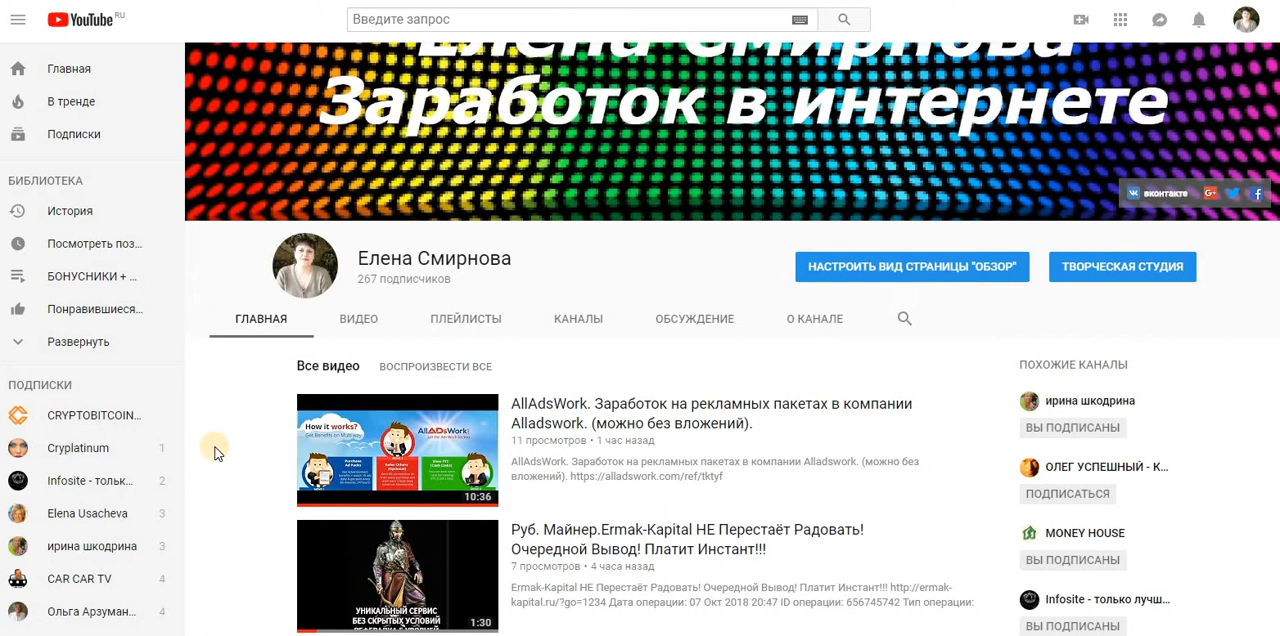 YouTube RU
Введите запрос
Елена Смирнова
Заработок в интернете
вконтакте G+
Главная
В тренде
Подписки
БИБЛИОТЕКА
История
Посмотреть поз...
БОНУСНИКИ + ...
Понравившиеся...
Развернуть
ПОДПИСКИ
CRYPTOBITCOIN...
Cryplatinum 1
Infosite - тольк... 2
Elena Usacheva 3
ирина шкодрина 3
CAR CAR TV 4
Ольга Арзуман... 4
Елена Смирнова
267 подписчиков
НАСТРОИТЬ ВИД СТРАНИЦЫ "ОБЗОР"
ТВОРЧЕСКАЯ СТУДИЯ
ГЛАВНАЯ ВИДЕО ПЛЕЙЛИСТЫ КАНАЛЫ ОБСУЖДЕНИЕ О КАНАЛЕ
Все видео ВОСПРОИЗВЕСТИ ВСЕ
How it works?
10:36
AllAdsWork. Заработок на рекламных пакетах в компании
Alladswork. (можно без вложений).
11 просмотров • 1 час назад
AllAdsWork. Заработок на рекламных пакетах в компании Alladswork. (можно без
вложений). https://alladswork.com/ref/tktyf
УНИКАЛЬНЫЙ СЕРВИС
БЕЗ СКРЫТЫХ УСЛОВИЙ
1:30
Руб. Майнер.Ermak-Kapital НЕ Перестаёт Радовать!
Очередной Вывод! Платит Инстант!!!
7 просмотров • 4 часа назад
Ermak-Kapital НЕ Перестаёт Радовать! Очередной Вывод! Платит Инстант!!! http://ermak-
kapital.ru/?go=1234 Дата операции: 07 Окт 2018 20:47 ID операции: 656745742 Тип операции:
ПОХОЖИЕ КАНАЛЫ
ирина шкодрина
ВЫ ПОДПИСАНЫ
ОЛЕГ УСПЕШНЫЙ - К...
ПОДПИСАТЬСЯ
MONEY HOUSE
ВЫ ПОДПИСАНЫ
Infosite - только лучш...
ВЫ ПОДПИСАНЫ